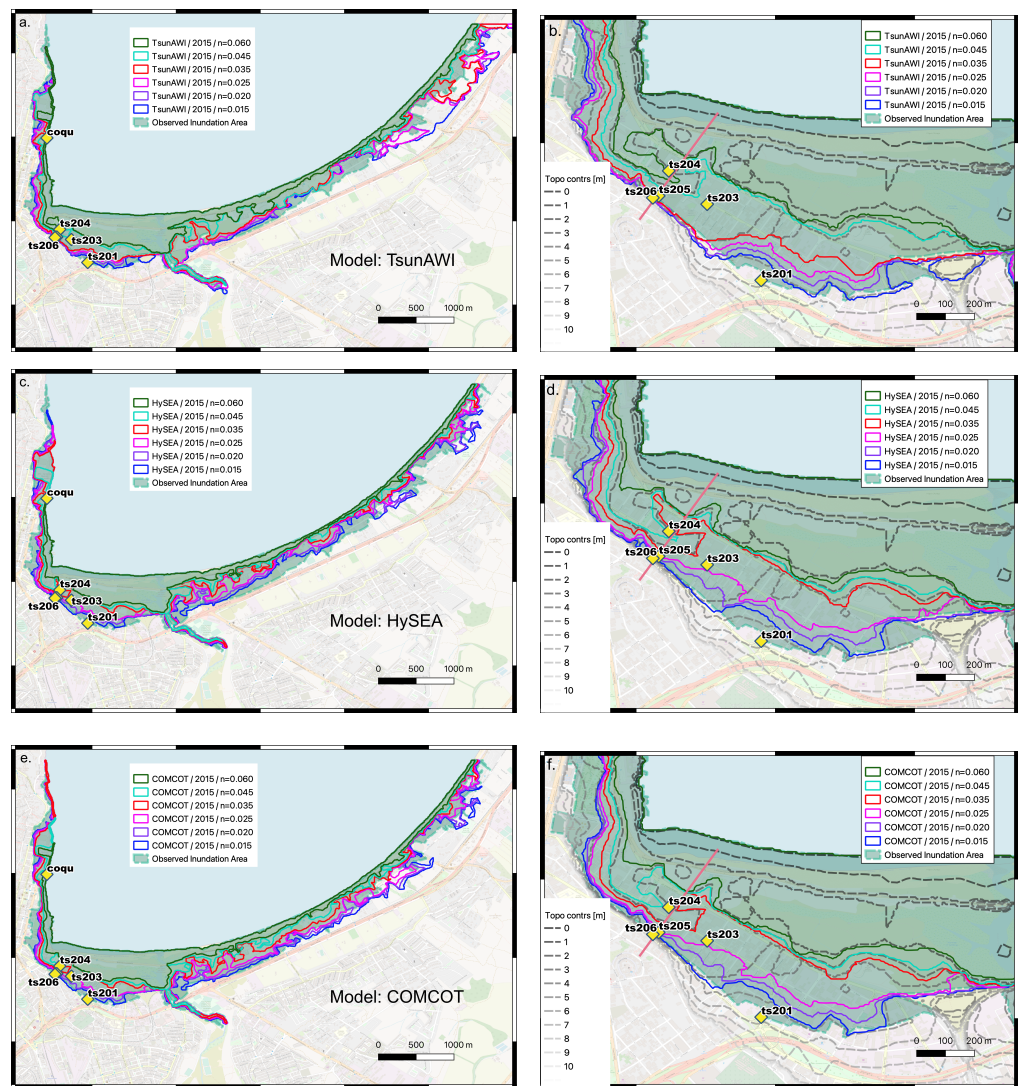 a.
TsunAWI / 2015 / n=0.060
TsunAWI / 2015 / n=0.045
TsunAWI / 2015 / n=0.035
TsunAWI / 2015 / n=0.025
TsunAWI / 2015 / n=0.020
TsunAWI / 2015 / n=0.015
Observed Inundation Area
coqu
ts204
ts206
ts203
ts201
Model: TsunAWI
0 500 1000 m
b.
TsunAWI / 2015 / n=0.060
TsunAWI / 2015 / n=0.045
TsunAWI / 2015 / n=0.035
TsunAWI / 2015 / n=0.025
TsunAWI / 2015 / n=0.020
TsunAWI / 2015 / n=0.015
Observed Inundation Area
Topo contrs [m]
0
1
2
3
4
5
6
7
8
9
10
ts204
ts206
ts205
ts203
ts201
0 100 200 m
c.
HySEA / 2015 / n=0.060
HySEA / 2015 / n=0.045
HySEA / 2015 / n=0.035
HySEA / 2015 / n=0.025
HySEA / 2015 / n=0.020
HySEA / 2015 / n=0.015
Observed Inundation Area
coqu
ts204
ts206
ts203
ts201
Model: HySEA
0 500 1000 m
d.
HySEA / 2015 / n=0.060
HySEA / 2015 / n=0.045
HySEA / 2015 / n=0.035
HySEA / 2015 / n=0.025
HySEA / 2015 / n=0.020
HySEA / 2015 / n=0.015
Observed Inundation Area
Topo contrs [m]
0
1
2
3
4
5
6
7
8
9
10
ts204
ts206
ts205
ts203
ts201
0 100 200 m
e.
COMCOT / 2015 / n=0.060
COMCOT / 2015 / n=0.045
COMCOT / 2015 / n=0.035
COMCOT / 2015 / n=0.025
COMCOT / 2015 / n=0.020
COMCOT / 2015 / n=0.015
Observed Inundation Area
coqu
ts204
ts206
ts203
ts201
Model: COMCOT
0 500 1000 m
f.
COMCOT / 2015 / n=0.060
COMCOT / 2015 / n=0.045
COMCOT / 2015 / n=0.035
COMCOT / 2015 / n=0.025
COMCOT / 2015 / n=0.020
COMCOT / 2015 / n=0.015
Observed Inundation Area
Topo contrs [m]
0
1
2
3
4
5
6
7
8
9
10
ts204
ts206
ts205
ts203
ts201
0 100 200 m